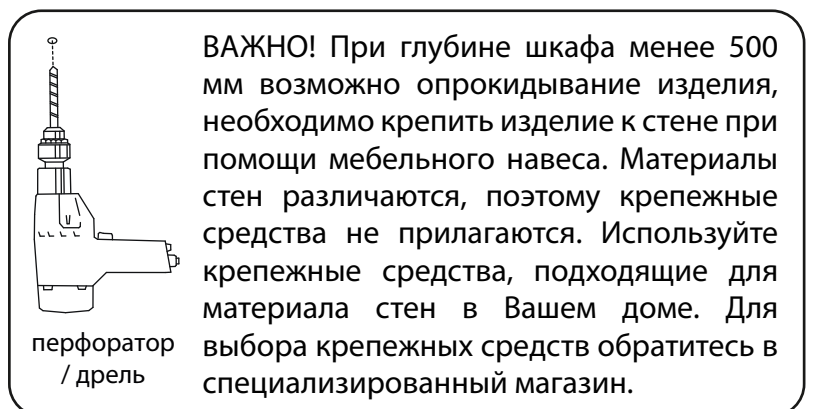 ВАЖНО! При глубине шкафа менее 500
мм возможно опрокидывание изделия,
необходимо крепить изделие к стене при
помощи мебельного навеса. Материалы
стен различаются, поэтому крепежные
средства не прилагаются. Используйте
крепежные средства, подходящие для
материала стен в Вашем доме. Для
выбора крепежных средств обратитесь в
специализированный магазин.
перфоратор
/ дрель